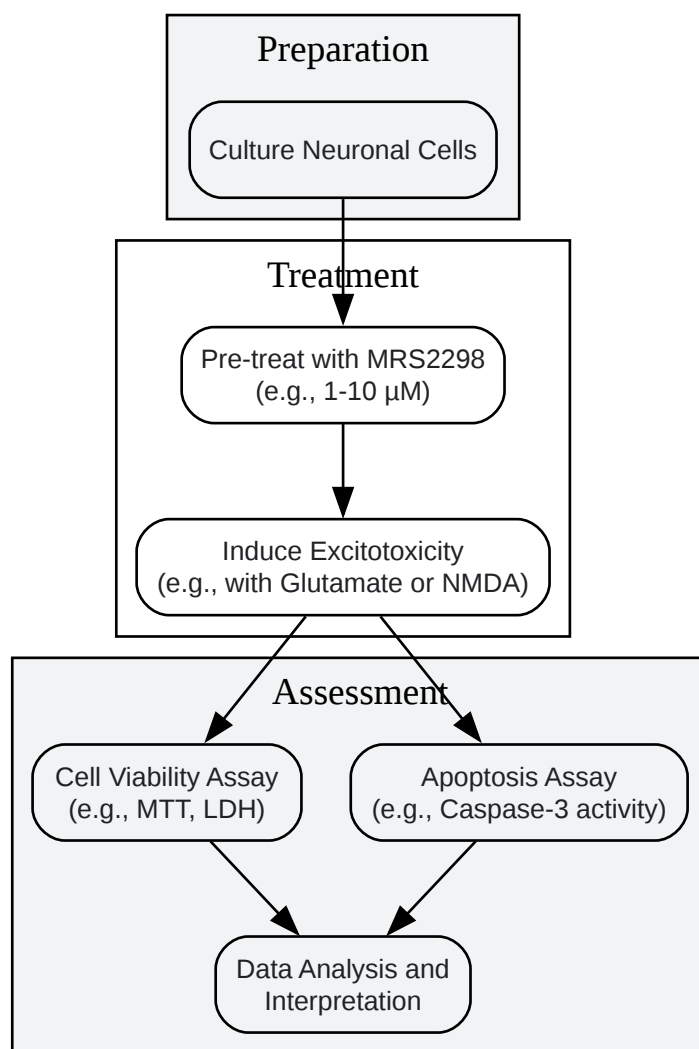 Preparation
Culture Neuronal Cells
Treatment
Pre-treat with MRS2298
(e.g., 1-10 µM)
Induce Excitotoxicity
(e.g., with Glutamate or NMDA)
Assessment
Cell Viability Assay
(e.g., MTT, LDH)
Apoptosis Assay
(e.g., Caspase-3 activity)
Data Analysis and
Interpretation